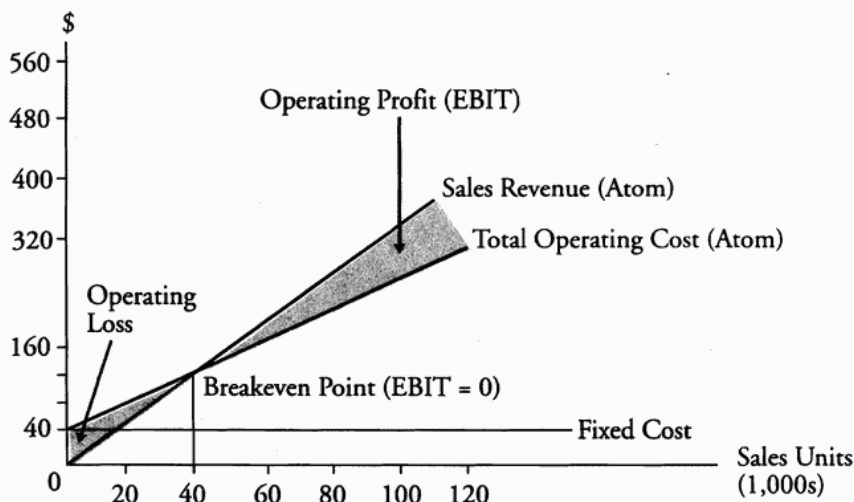 $
560
Operating Profit (EBIT)
480
400
Sales Revenue (Atom)
320
Total Operating Cost (Atom)
Operating
Loss
160
Breakeven Point (EBIT = 0)
40
Fixed Cost
0
20 40 60 80 100 120
Sales Units
(1,000s)